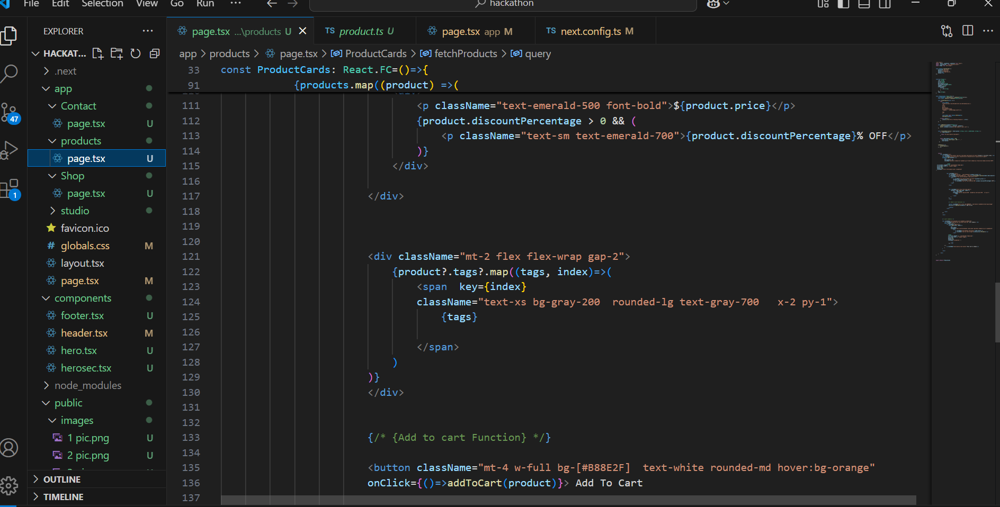 File Edit Selection View Go Run ··· hackathon
EXPLORER ···
page.tsx ...\products U
TS product.ts U
page.tsx app M
TS next.config.ts M
HACKAT...
app > products > page.tsx > ProductCards > fetchProducts > query
.next
app
Contact
page.tsx U
products
page.tsx U
Shop
page.tsx U
studio
favicon.ico
# globals.css M
layout.tsx
page.tsx M
components
footer.tsx U
header.tsx M
hero.tsx U
herosec.tsx U
node_modules
public
images
1 pic.png U
2 pic.png U
OUTLINE
TIMELINE
47
1
33 const ProductCards: React.FC=()=>{
91 {products.map((product) =>(
111 <p className="text-emerald-500 font-bold">${product.price}</p>
112 {product.discountPercentage > 0 && (
113 <p className="text-sm text-emerald-700">{product.discountPercentage}% OFF</p>
114 )}
115 </div>
116
117 </div>
118
119
120
121 <div className="mt-2 flex flex-wrap gap-2">
122 {product?.tags?.map((tags, index)=>(
123 <span  key={index}
124 className="text-xs bg-gray-200  rounded-lg text-gray-700   x-2 py-1">
125 {tags}
126
127 </span>
128 )
129 )}
130 </div>
131
132
133 {/* {Add to cart Function} */}
134
135 <button className="mt-4 w-full bg-[#B88E2F]  text-white rounded-md hover:bg-orange"
136 onClick={()=>addToCart(product)}> Add To Cart
137